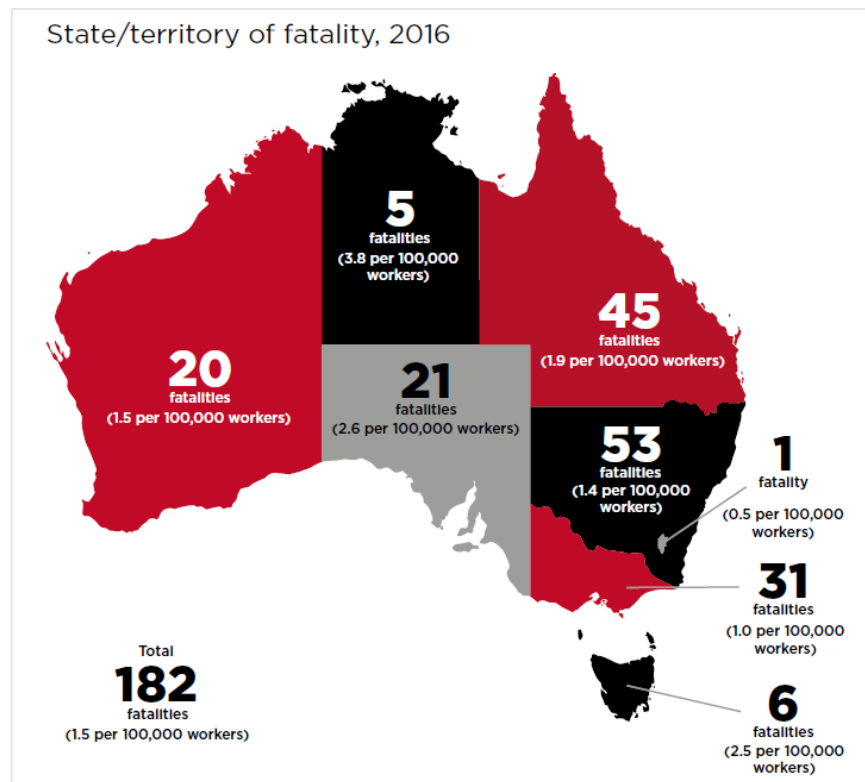 State/territory of fatality, 2016
5
fatalities
(3.8 per 100,000
workers)
45
fatalities
(1.9 per 100,000 workers)
20
fatalities
(1.5 per 100,000 workers)
21
fatalities
(2.6 per 100,000 workers)
53
fatalities
(1.4 per 100,000
workers)
1
fatality
(0.5 per 100,000
workers)
31
fatalities
(1.0 per 100,000
workers)
Total
182
fatalities
(1.5 per 100,000 workers)
6
fatalities
(2.5 per 100,000
workers)